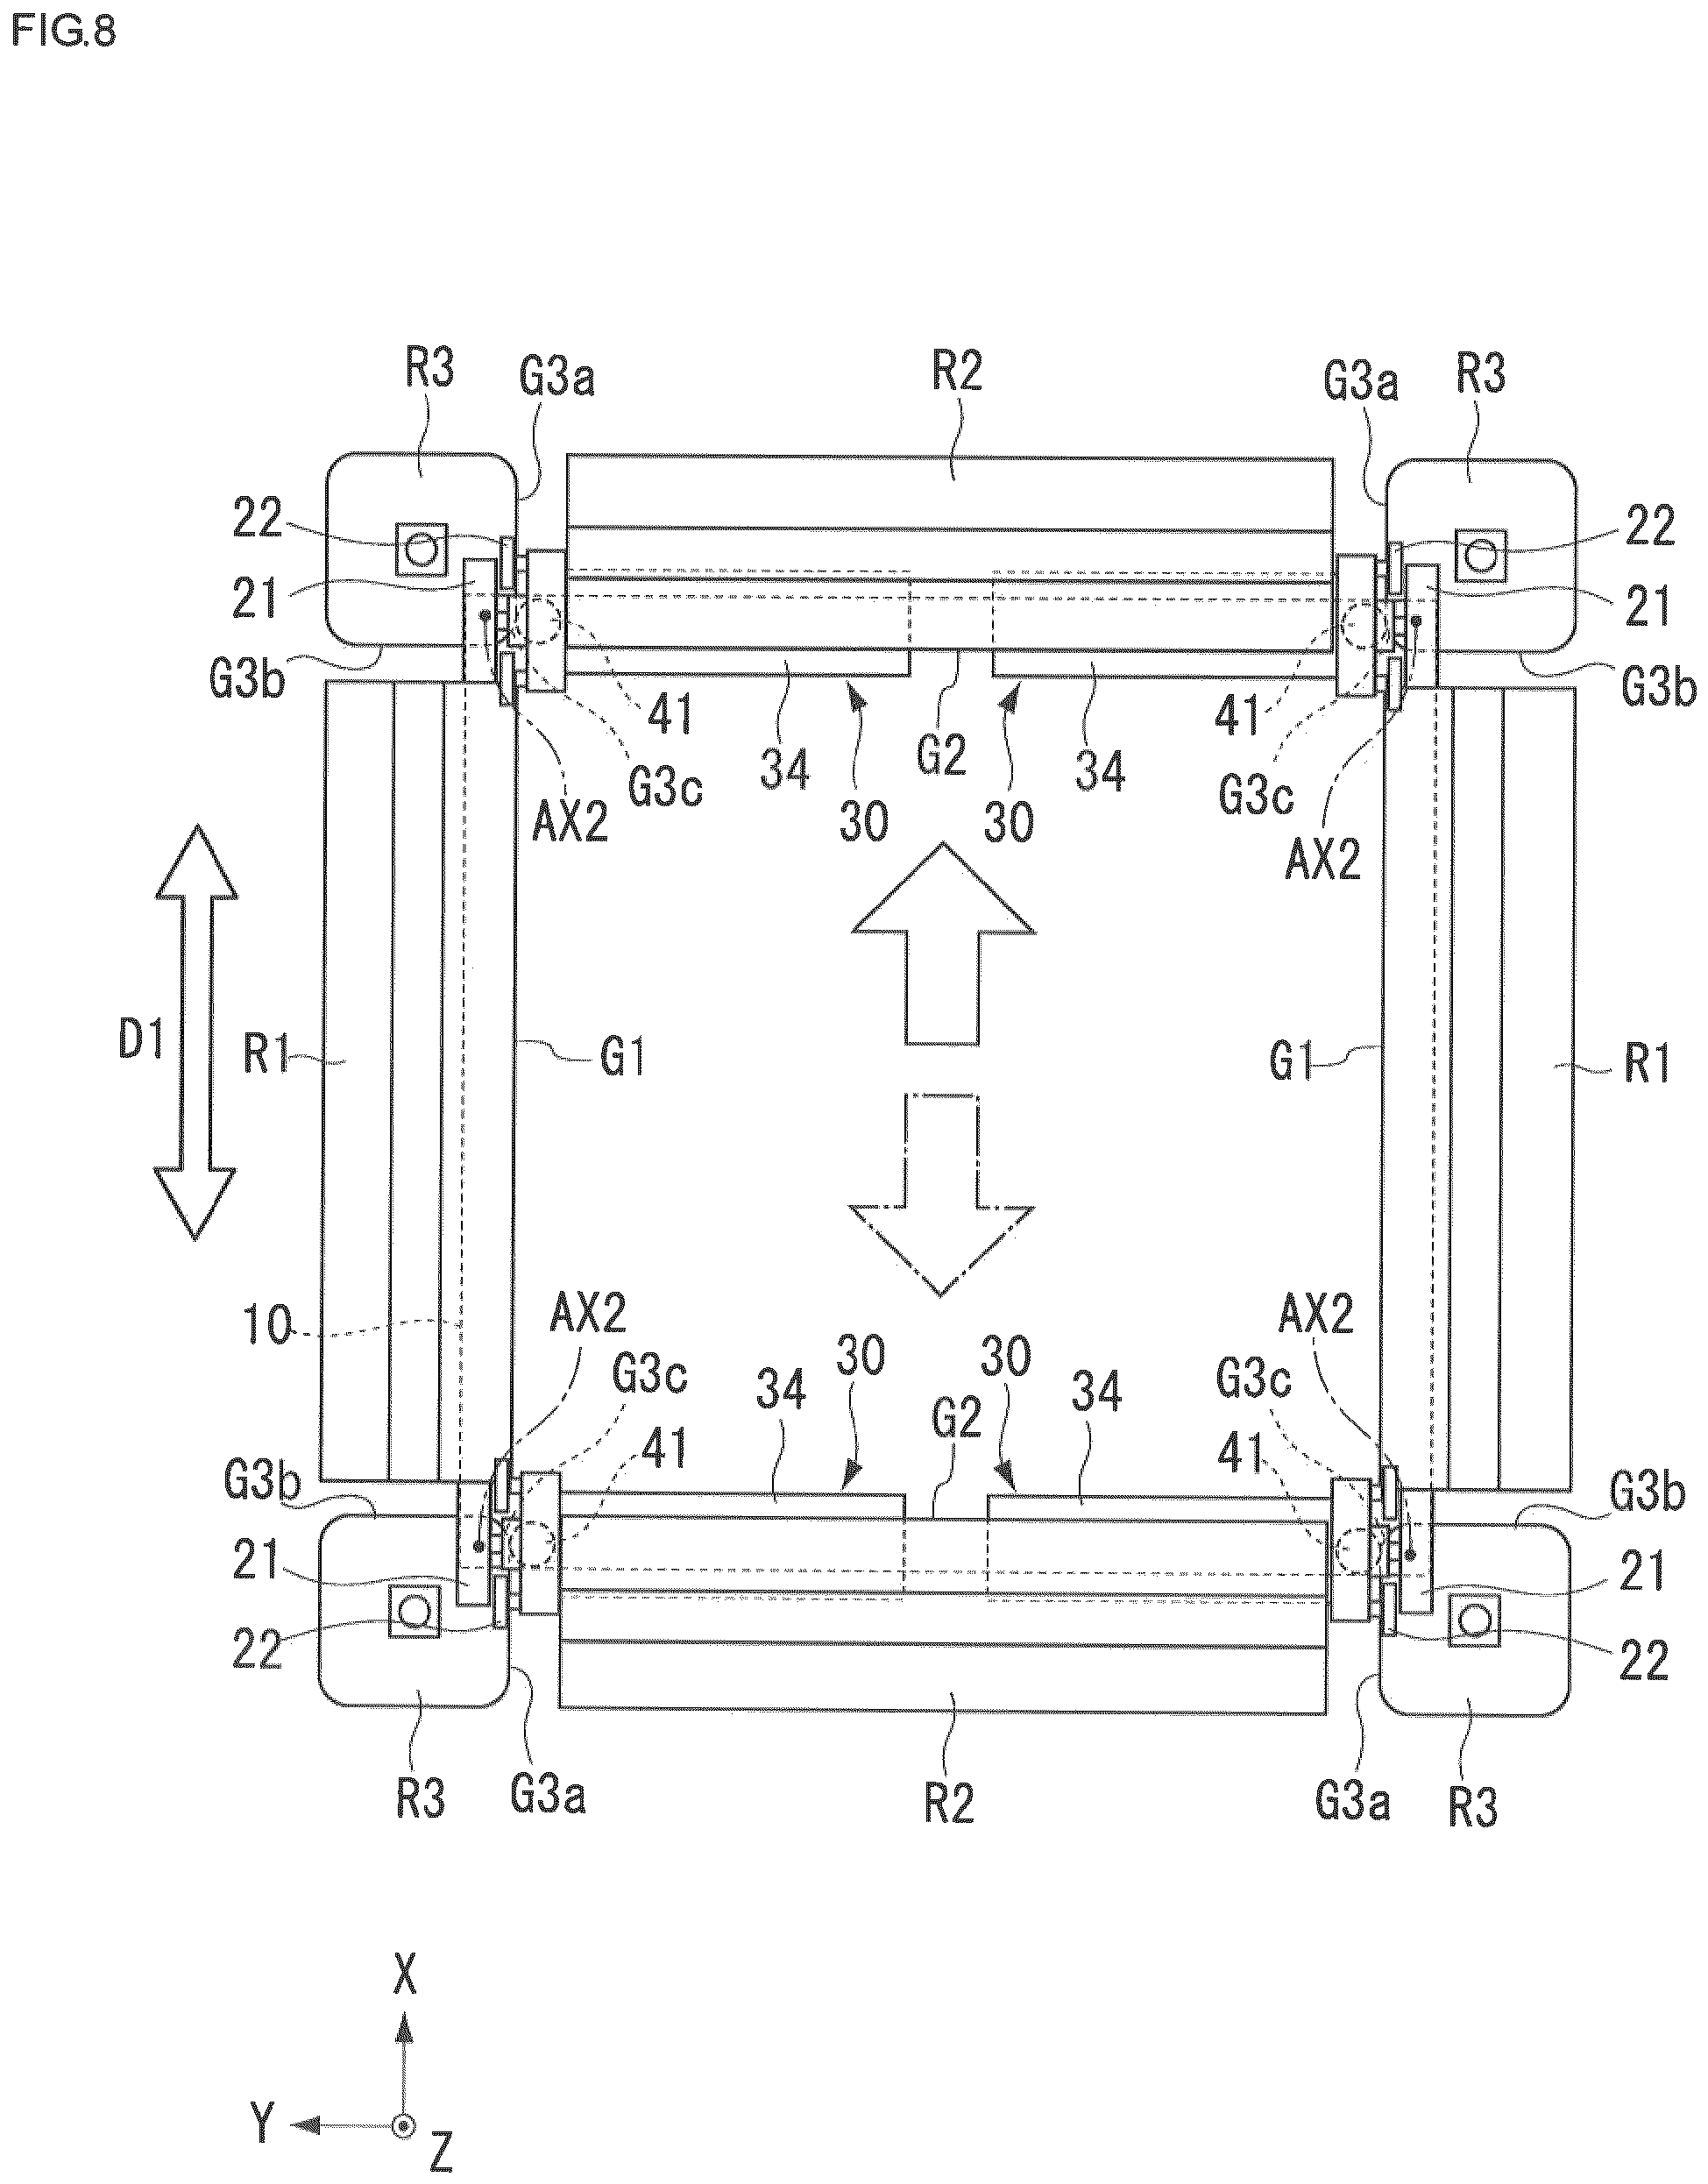 FIG.8
R3 G3a R2 G3a R3
22 22
21 21
G3b G3b
41 41
34 G2 34
G3c G3c
30 30
AX2 AX2
D1 R1 G1 G1 R1
10 AX2 AX2
G3c 30 30 G3c
34 34
G2
41 41
G3b G3b
21 21
22 22
R3 G3a R2 G3a R3
X
Y
Z